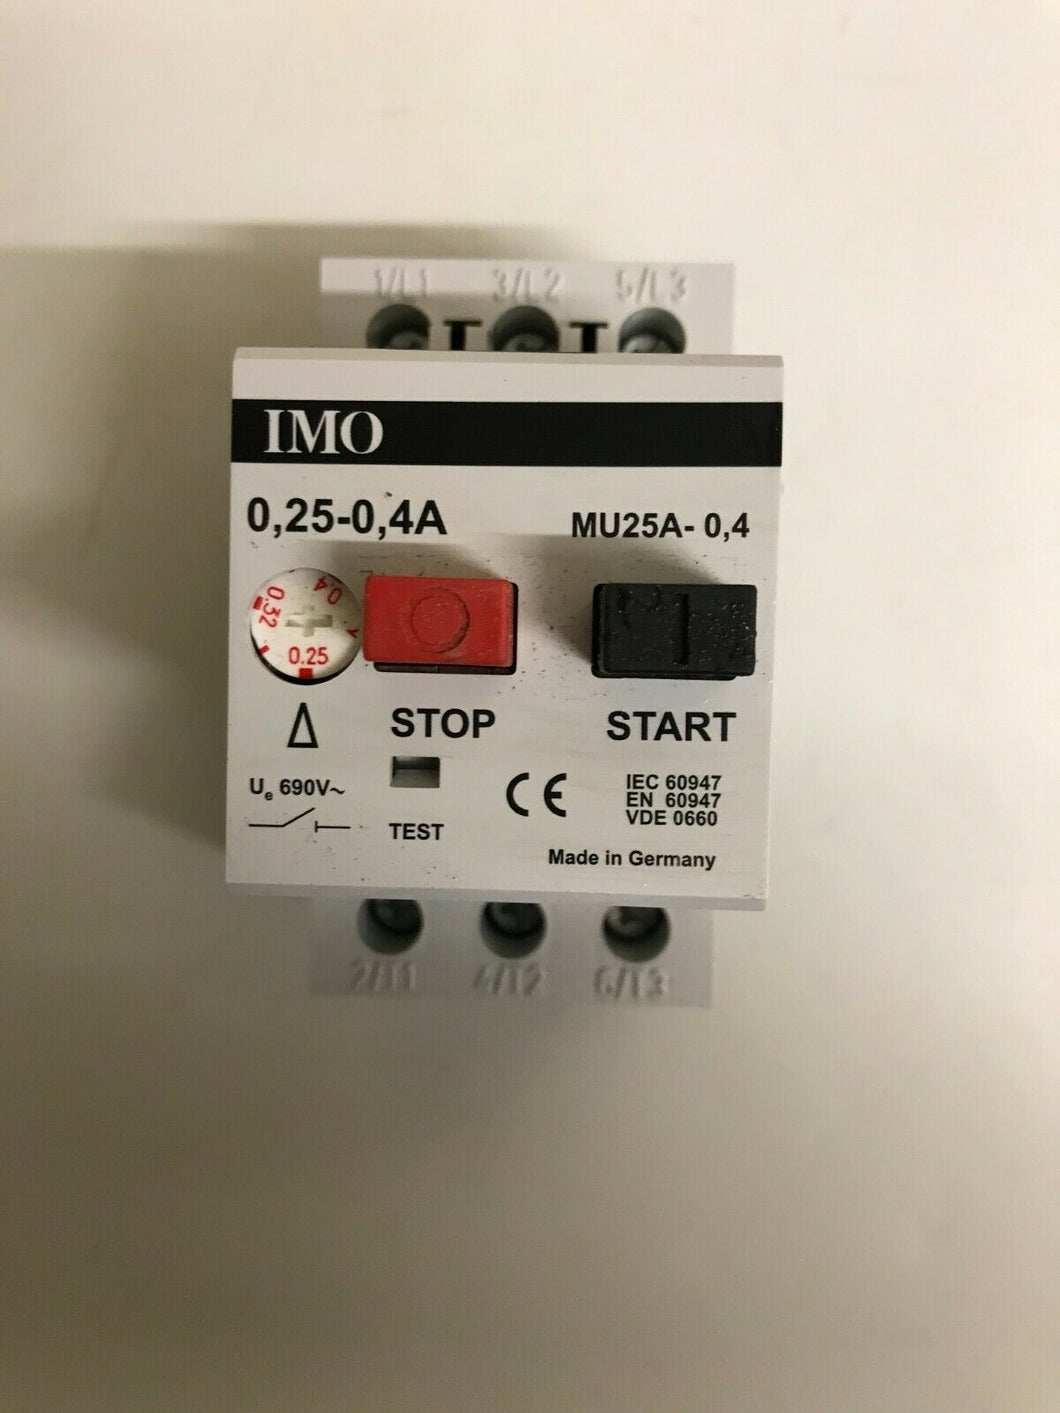 1/L1 3/L2 5/L3
IMO
0,25-0,4A MU25A- 0,4
0.4
0.32
0.25
STOP START
Ue 690V~
TEST
CE
IEC 60947
EN 60947
VDE 0660
Made in Germany
2/T1 4/T2 6/T3